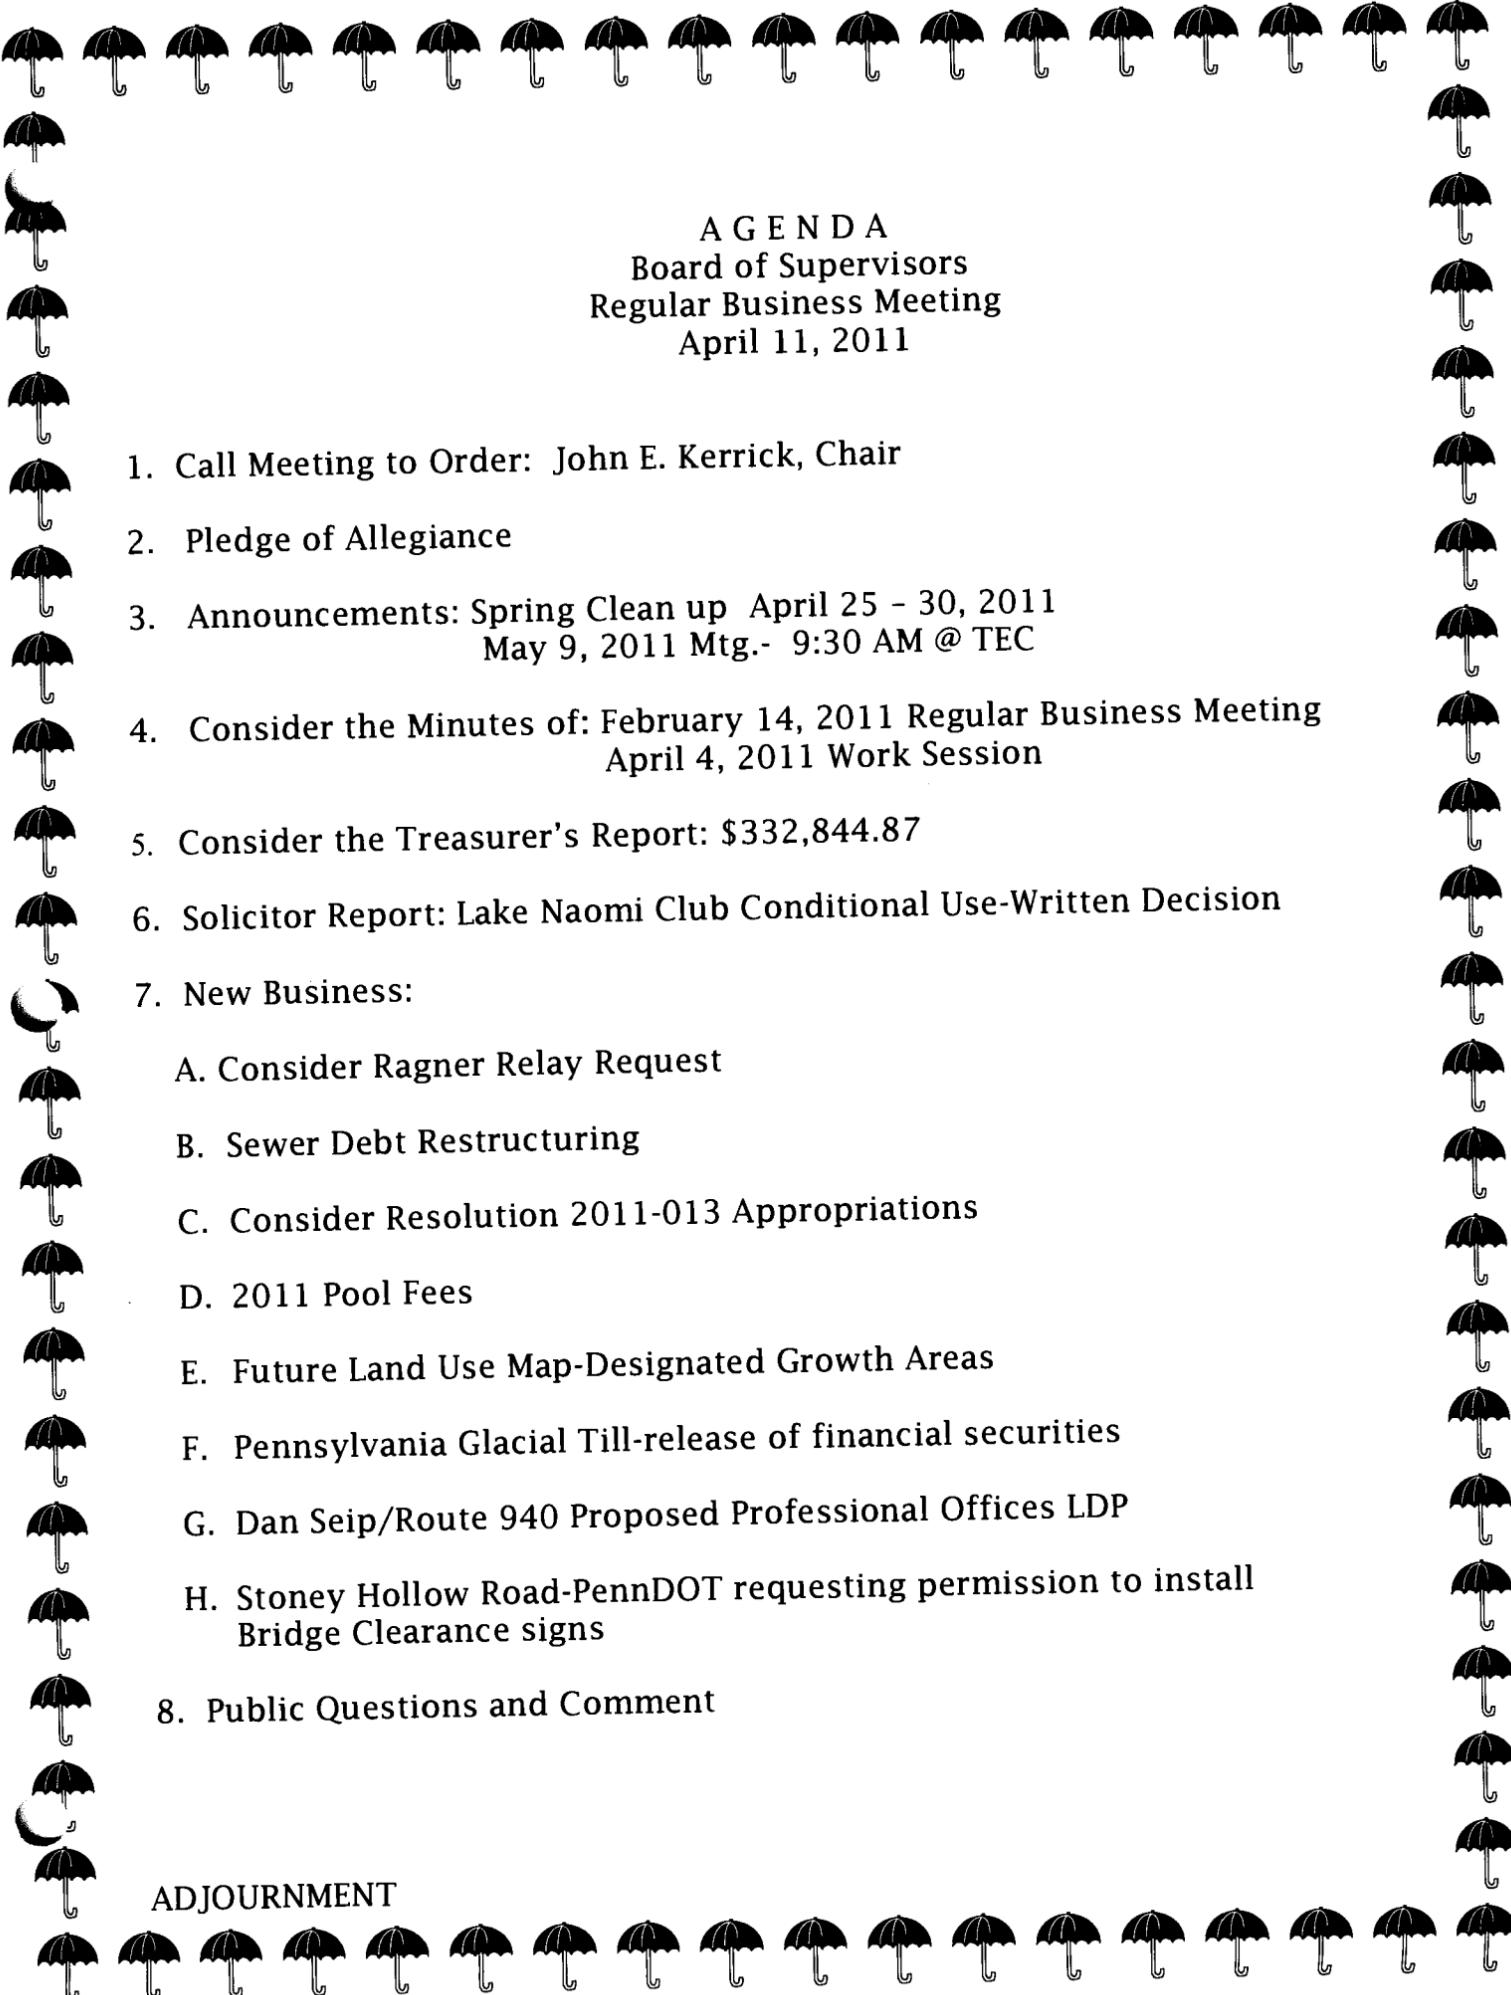 A G E N D A
Board of Supervisors
Regular Business Meeting
April 11, 2011
1. Call Meeting to Order: John E. Kerrick, Chair
2. Pledge of Allegiance
3. Announcements: Spring Clean up April 25 – 30, 2011
May 9, 2011 Mtg.- 9:30 AM @ TEC
4. Consider the Minutes of: February 14, 2011 Regular Business Meeting
April 4, 2011 Work Session
5. Consider the Treasurer's Report: $332,844.87
6. Solicitor Report: Lake Naomi Club Conditional Use-Written Decision
7. New Business:
A. Consider Ragner Relay Request
B. Sewer Debt Restructuring
C. Consider Resolution 2011-013 Appropriations
D. 2011 Pool Fees
E. Future Land Use Map-Designated Growth Areas
F. Pennsylvania Glacial Till-release of financial securities
G. Dan Seip/Route 940 Proposed Professional Offices LDP
H. Stoney Hollow Road-PennDOT requesting permission to install
Bridge Clearance signs
8. Public Questions and Comment
ADJOURNMENT